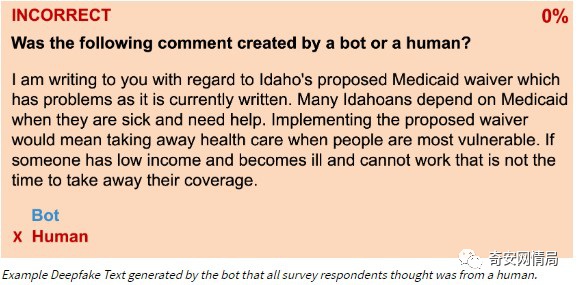 INCORRECT 0%
Was the following comment created by a bot or a human?
I am writing to you with regard to Idaho's proposed Medicaid waiver which
has problems as it is currently written. Many Idahoans depend on Medicaid
when they are sick and need help. Implementing the proposed waiver
would mean taking away health care when people are most vulnerable. If
someone has low income and becomes ill and cannot work that is not the
time to take away their coverage.
Bot
X Human
奇安网情局
Example Deepfake Text generated by the bot that all survey respondents thought was from a human.